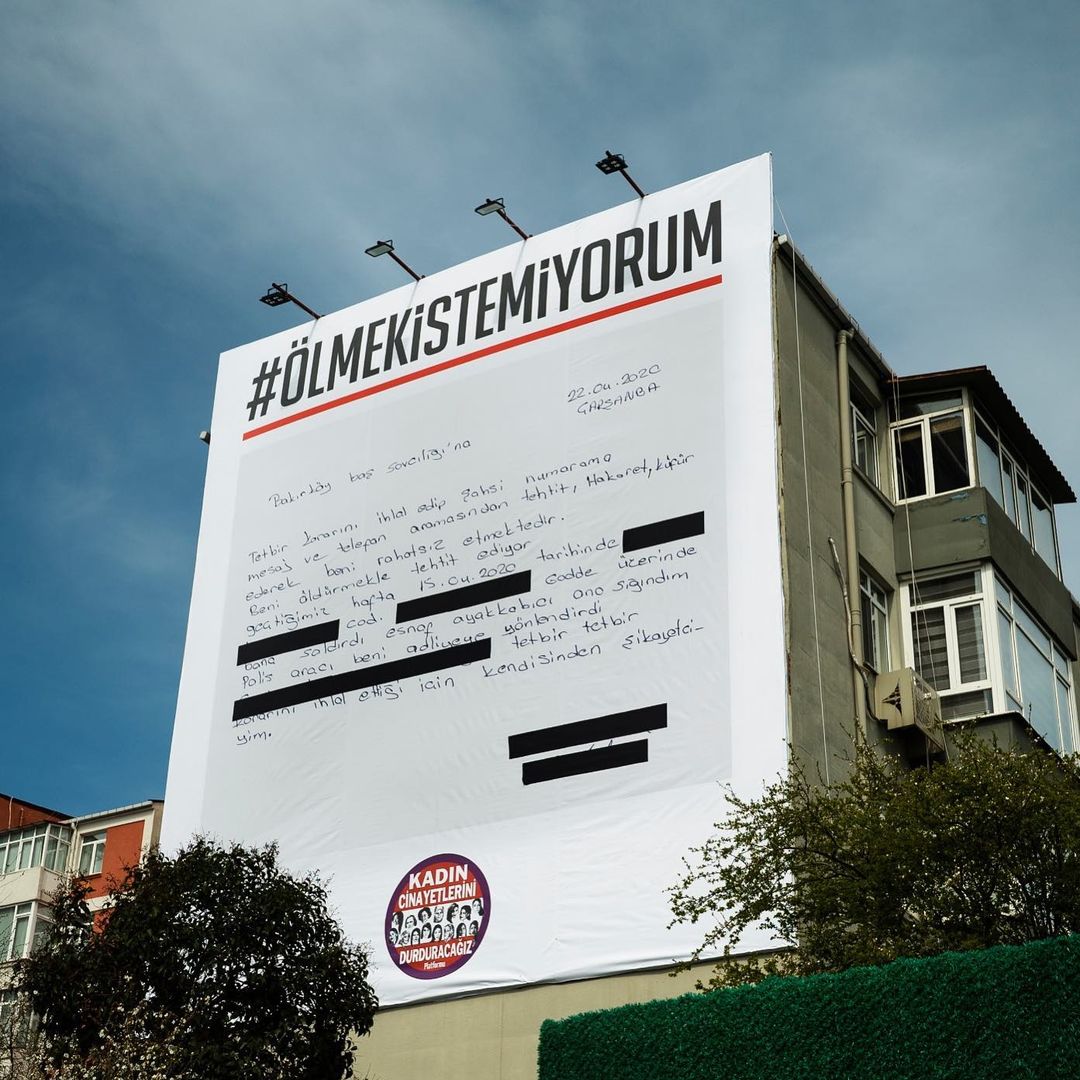 #ÖLMEKİSTEMİYORUM
22.04.2020
ÇARŞANBA
Bakırköy baş savcılığı'na
Tetbir kararını ihlal edip şahsi numarama
mesaj ve telefan aramasından tehtit, Hakaret, küfür
ederek beni rahatsız etmektedir.
Beni öldürmekle tehtit ediyor
geçtiğimiz hafta 15.04.2020 tarihinde
cad. cadde üzerinde
bana saldırdı esnaf ayakkabıcı ona sığındım
Polis aracı beni adliyeye yönlendirdi
tetbir tetbir
kararını ihlal ettiği için kendisinden şikayetci-
yim.
KADIN
CİNAYETLERİNİ
DURDURACAĞIZ
Platformu